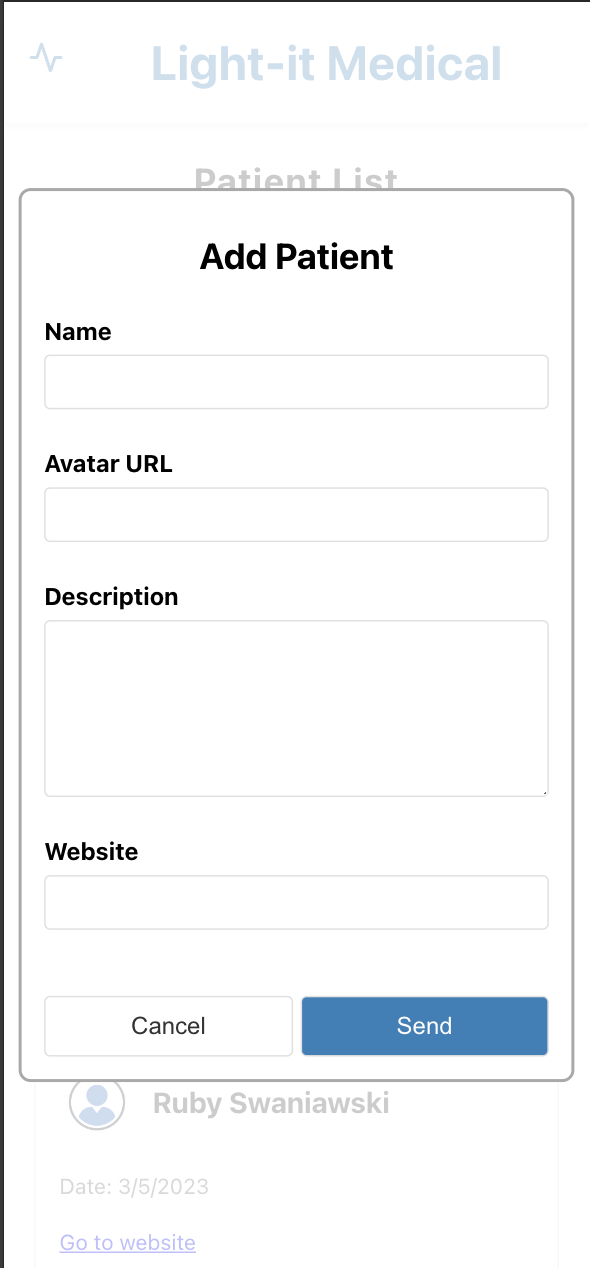 Light-it Medical
Patient List
Add Patient
Name
Avatar URL
Description
Website
Cancel
Send
Ruby Swaniawski
Date: 3/5/2023
Go to website